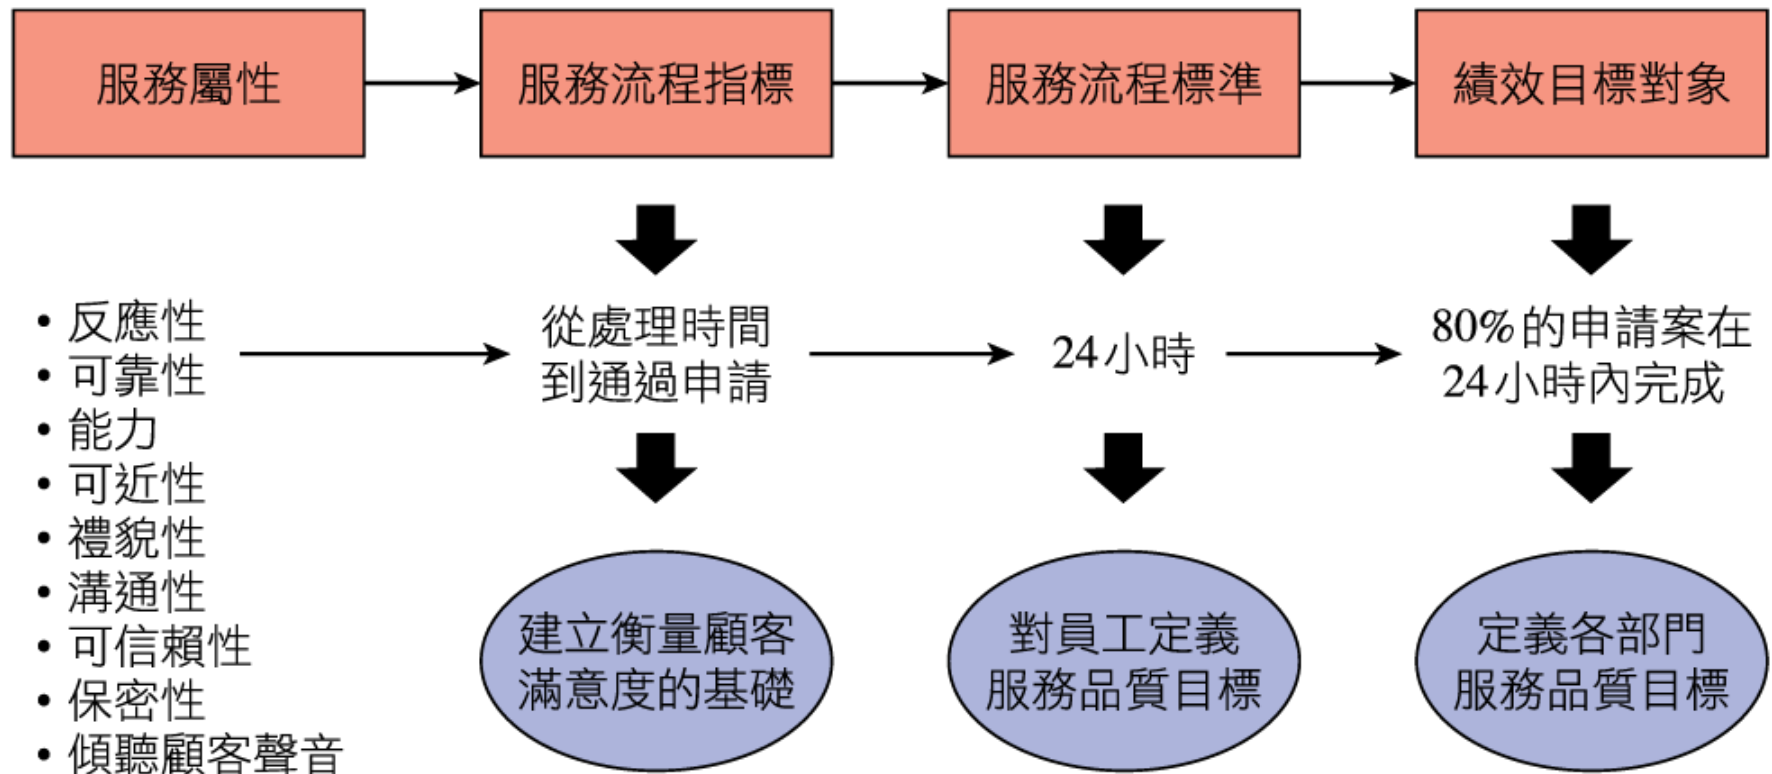 服務屬性
服務流程指標
服務流程標準
績效目標對象
• 反應性
• 可靠性
• 能力
• 可近性
• 禮貌性
• 溝通性
• 可信賴性
• 保密性
• 傾聽顧客聲音
從處理時間
到通過申請
24小時
80%的申請案在
24小時內完成
建立衡量顧客
滿意度的基礎
對員工定義
服務品質目標
定義各部門
服務品質目標